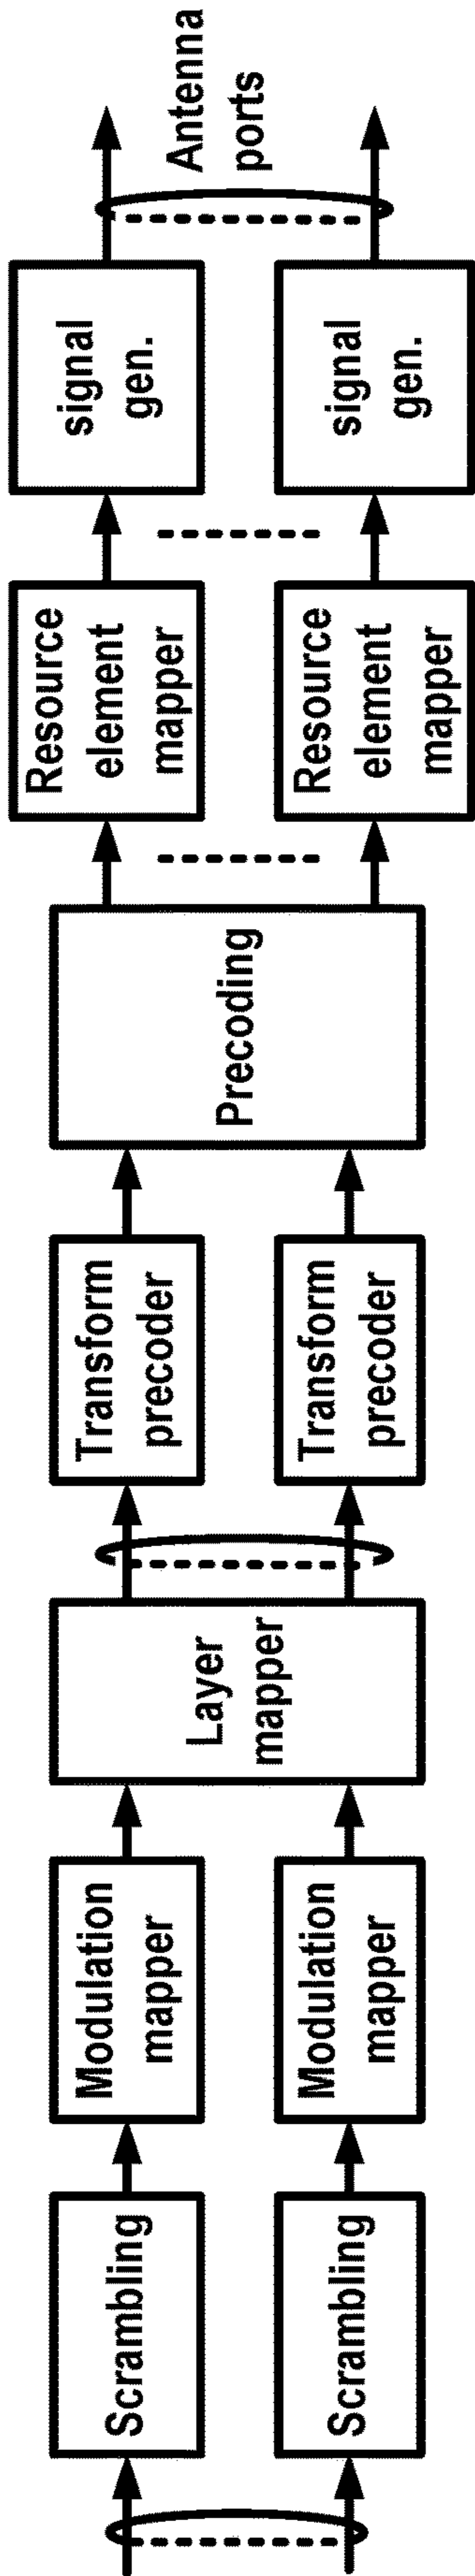 Scrambling
Modulation
mapper
Layer
mapper
Transform
precoder
Precoding
Resource
element
mapper
signal
gen.
Antenna
ports
Scrambling
Modulation
mapper
Transform
precoder
Resource
element
mapper
signal
gen.